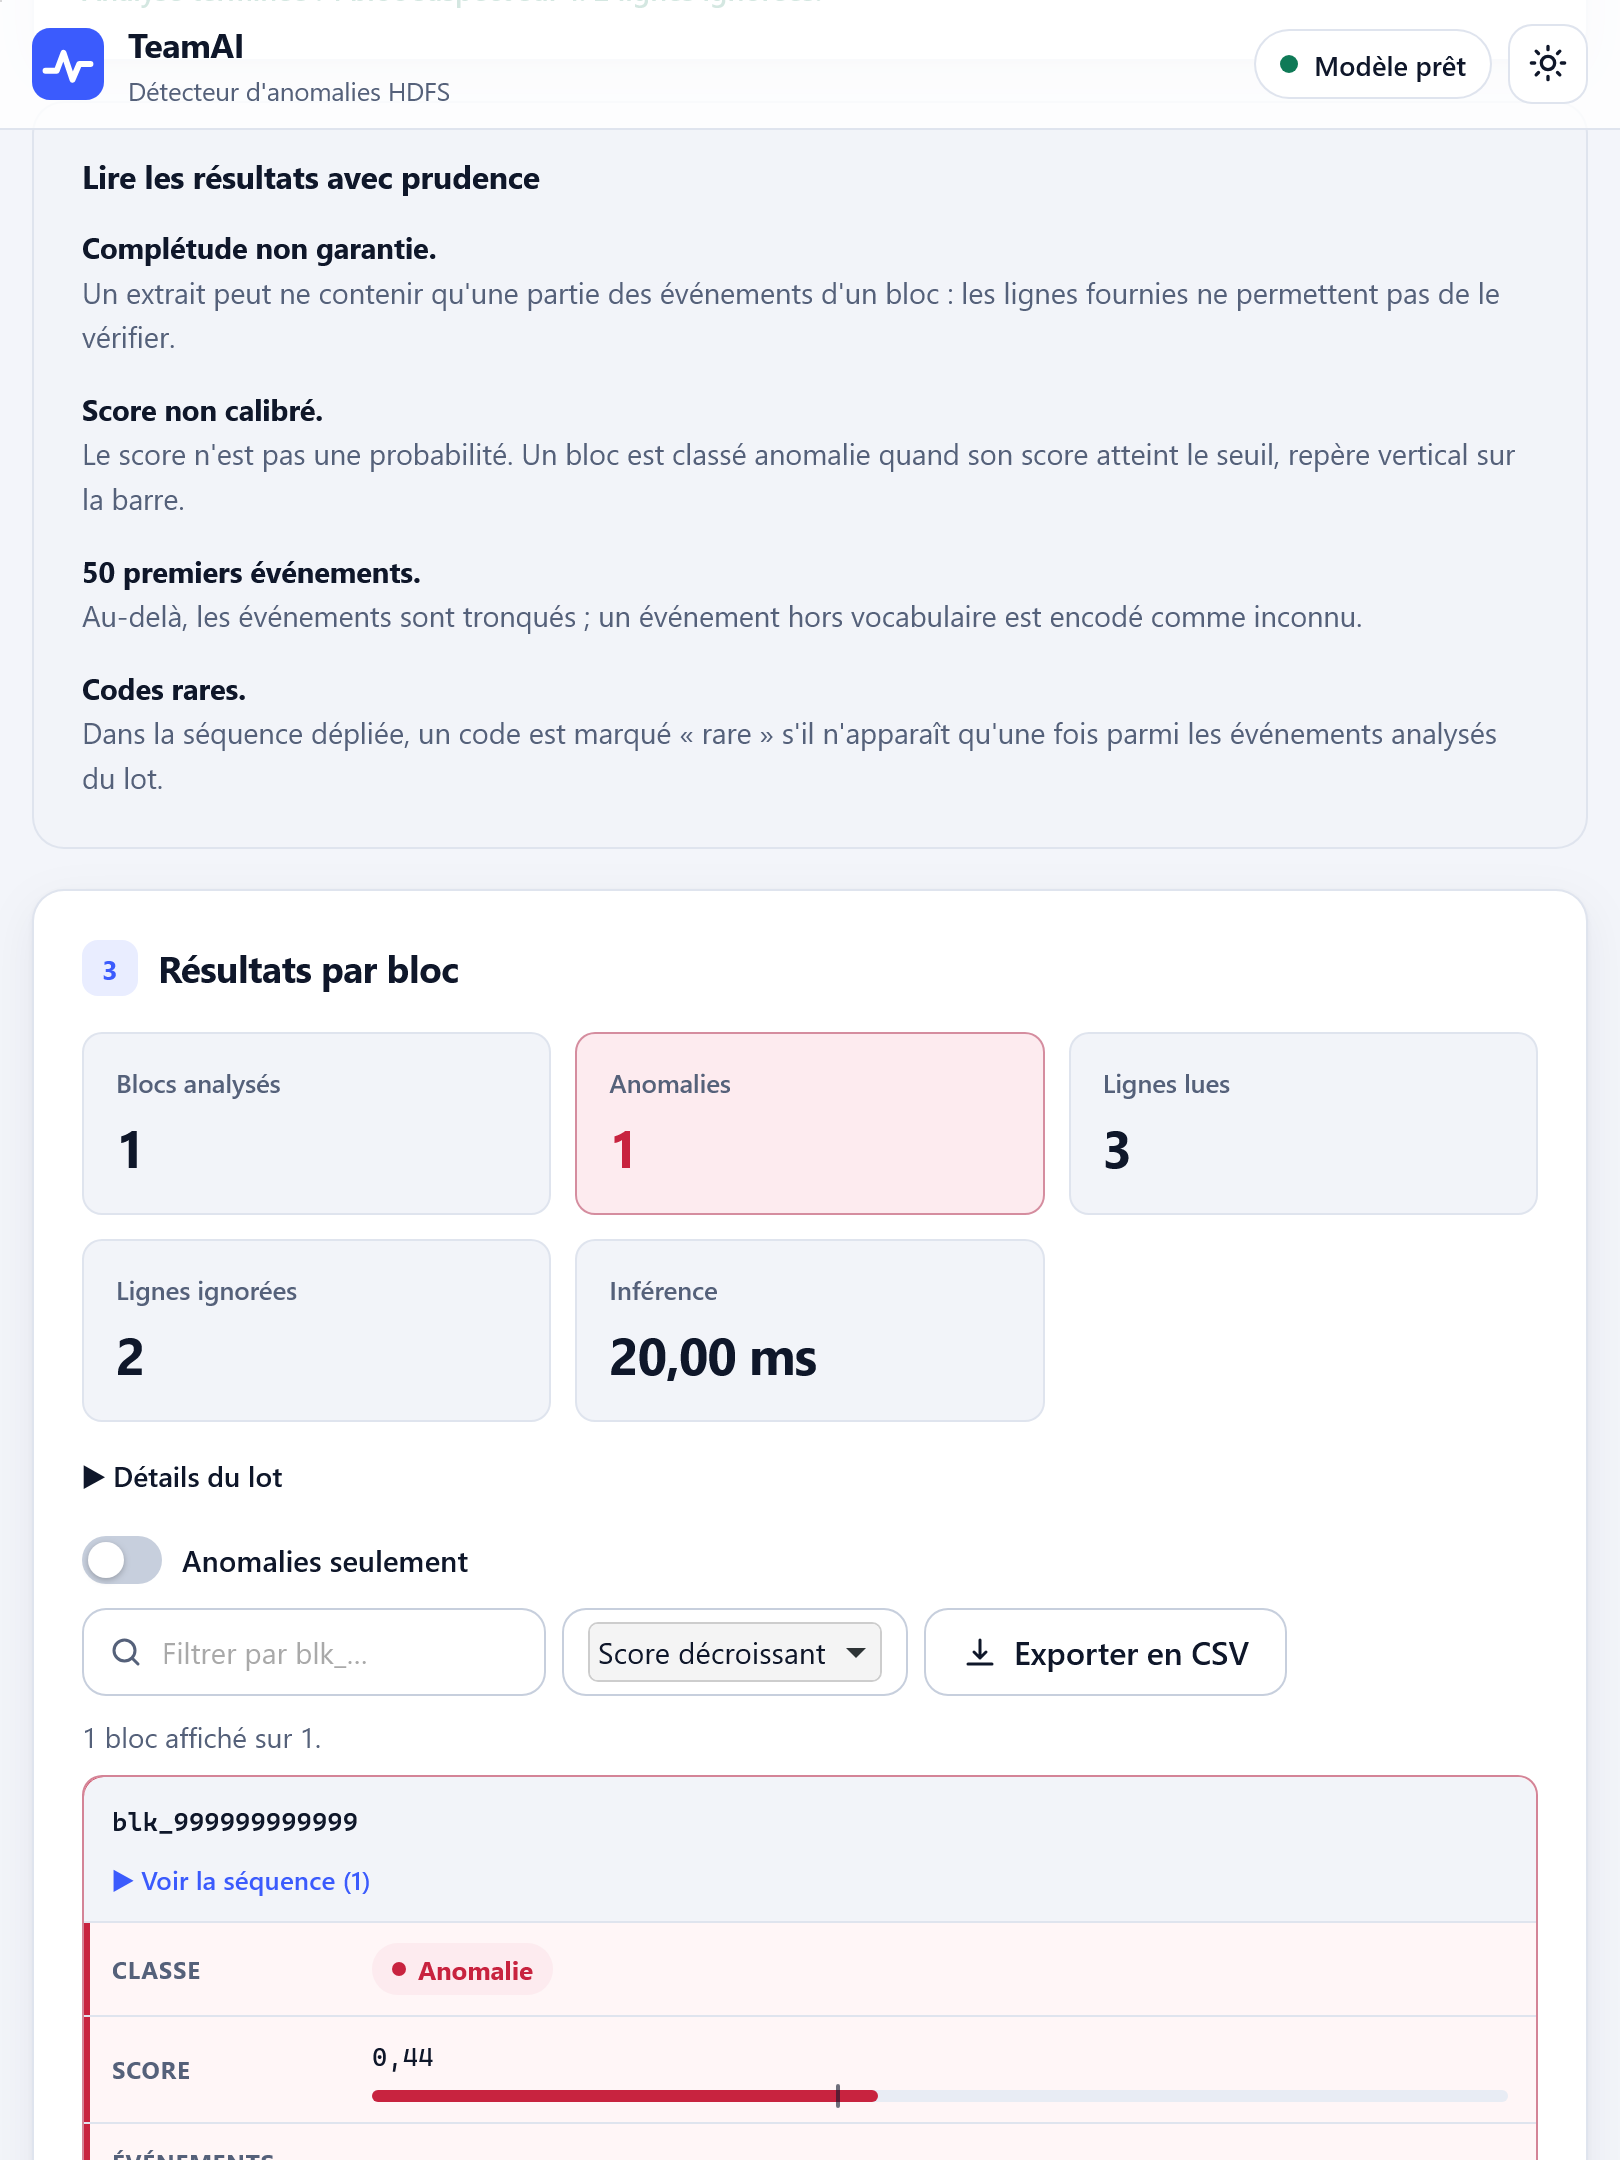 TeamAI
Détecteur d'anomalies HDFS
Modèle prêt
Lire les résultats avec prudence
Complétude non garantie.
Un extrait peut ne contenir qu'une partie des événements d'un bloc : les lignes fournies ne permettent pas de le
vérifier.
Score non calibré.
Le score n'est pas une probabilité. Un bloc est classé anomalie quand son score atteint le seuil, repère vertical sur
la barre.
50 premiers événements.
Au-delà, les événements sont tronqués ; un événement hors vocabulaire est encodé comme inconnu.
Codes rares.
Dans la séquence dépliée, un code est marqué « rare » s'il n'apparaît qu'une fois parmi les événements analysés
du lot.
3 Résultats par bloc
Blocs analysés
1
Anomalies
1
Lignes lues
3
Lignes ignorées
2
Inférence
20,00 ms
Détails du lot
Anomalies seulement
Filtrer par blk_...
Score décroissant
Exporter en CSV
1 bloc affiché sur 1.
blk_999999999999
Voir la séquence (1)
CLASSE
Anomalie
SCORE
0,44
ÉVÉNEMENTS